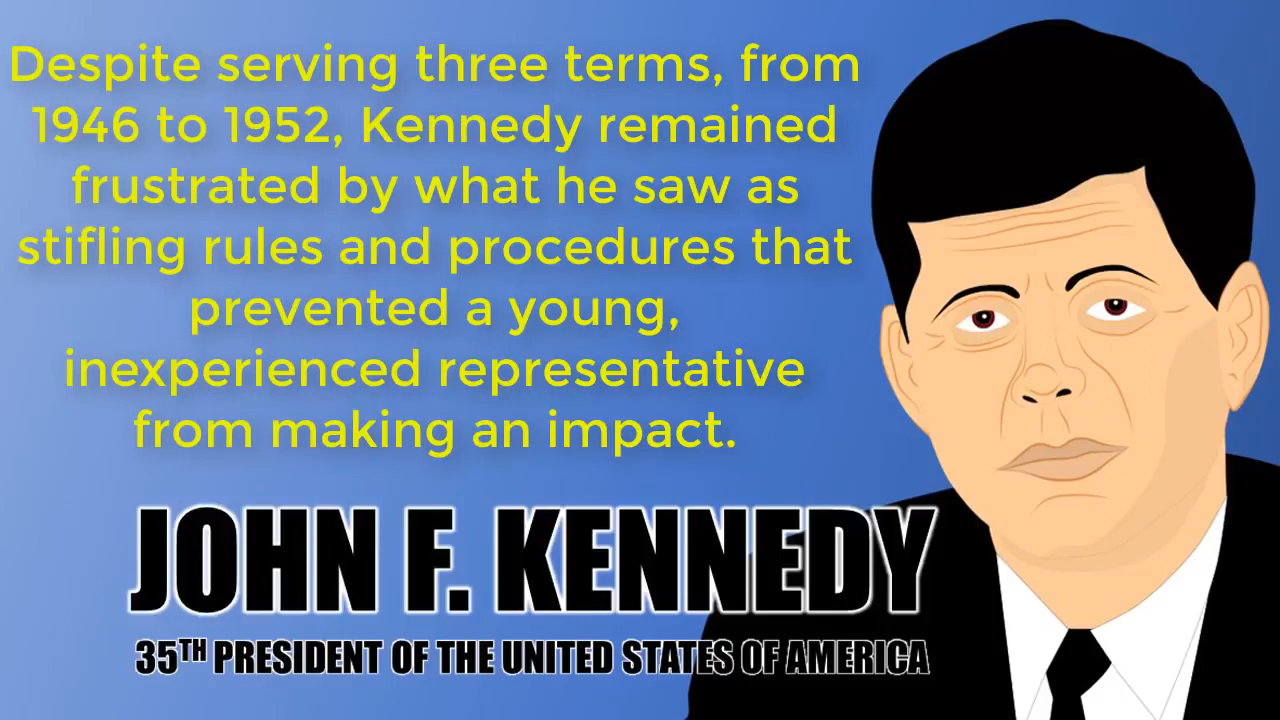 Despite serving three terms, from
1946 to 1952, Kennedy remained
frustrated by what he saw as
stifling rules and procedures that
prevented a young,
inexperienced representative
from making an impact.
JOHN F. KENNEDY
35TH PRESIDENT OF THE UNITED STATES OF AMERICA